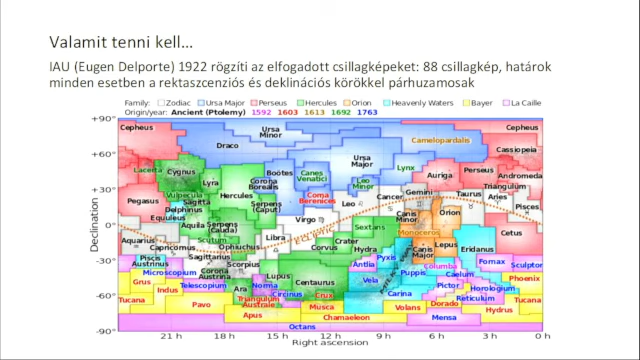 Valamit tenni kell…
IAU (Eugen Delporte) 1922 rögzíti az elfogadott csillagképeket: 88 csillagkép, határok
minden esetben a rektaszcenziós és deklinációs körökkel párhuzamosak
Family: Zodiac Ursa Major Perseus Hercules Orion Heavenly Waters Bayer La Caille
Origin/year: Ancient (Ptolemy) 1592 1603 1613 1692 1763
+90°
Cepheus
Ursa
Minor
Cepheus
Draco
Camelopardalis
Cassiopeia
+60°
Ursa
Major
Lacerta
Cygnus
Lyra
Boötes
Corona
Borealis
Canes
Venatici
Leo
Minor
Lynx
Auriga
Perseus
Andromeda
Triangulum
+30°
Vulpecula
Sagitta
Hercules
Coma
Berenices
Cancer
Gemini
Taurus
Aries
Pegasus
Delphinus
Equuleus
Serpens
(Caput)
Virgo
Leo
Canis
Minor
Orion
Pisces
0°
Aquila
Serpens
(Cauda)
Sextans
Monoceros
Cetus
Declination
Aquarius
Capricornus
Scutum
Ophiuchus
Libra
ECLIPTIC
Corvus
Crater
Hydra
Canis
Major
Lepus
Eridanus
-30°
Piscis
Austrinus
Sagittarius
Scorpius
Antlia
Pyxis
Puppis
Columba
Fornax
Sculptor
Microscopium
Corona
Austrina
Lupus
Centaurus
Vela
Caelum
Phoenix
Grus
Indus
Telescopium
Ara
Norma
Circinus
Crux
Carina
Pictor
Horologium
Reticulum
-60°
Tucana
Pavo
Triangulum
Australe
Musca
Volans
Dorado
Tucana
Apus
Chamaeleon
Mensa
Hydrus
Octans
-90°
21 h 18 h 15 h 12 h 9 h 6 h 3 h 0 h
Right ascension